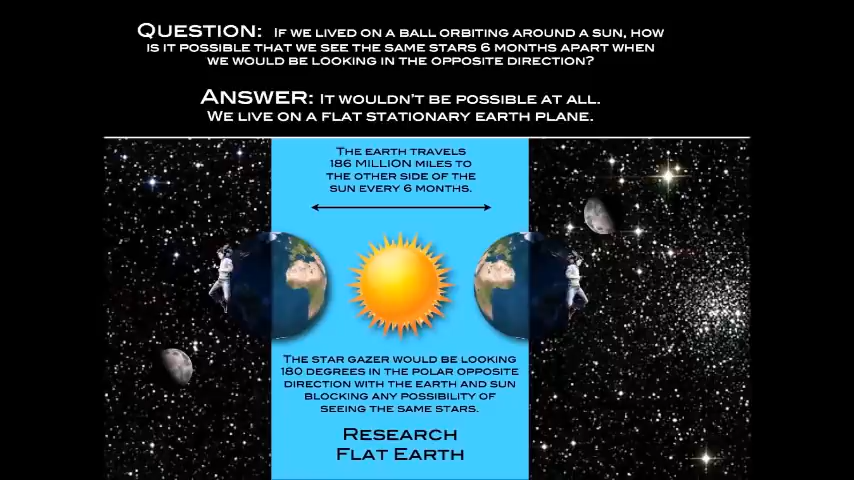 QUESTION: IF WE LIVED ON A BALL ORBITING AROUND A SUN, HOW
IS IT POSSIBLE THAT WE SEE THE SAME STARS 6 MONTHS APART WHEN
WE WOULD BE LOOKING IN THE OPPOSITE DIRECTION?
ANSWER: IT WOULDN'T BE POSSIBLE AT ALL.
WE LIVE ON A FLAT STATIONARY EARTH PLANE.
THE EARTH TRAVELS
186 MILLION MILES TO
THE OTHER SIDE OF THE
SUN EVERY 6 MONTHS.
THE STAR GAZER WOULD BE LOOKING
180 DEGREES IN THE POLAR OPPOSITE
DIRECTION WITH THE EARTH AND SUN
BLOCKING ANY POSSIBILITY OF
SEEING THE SAME STARS.
RESEARCH
FLAT EARTH